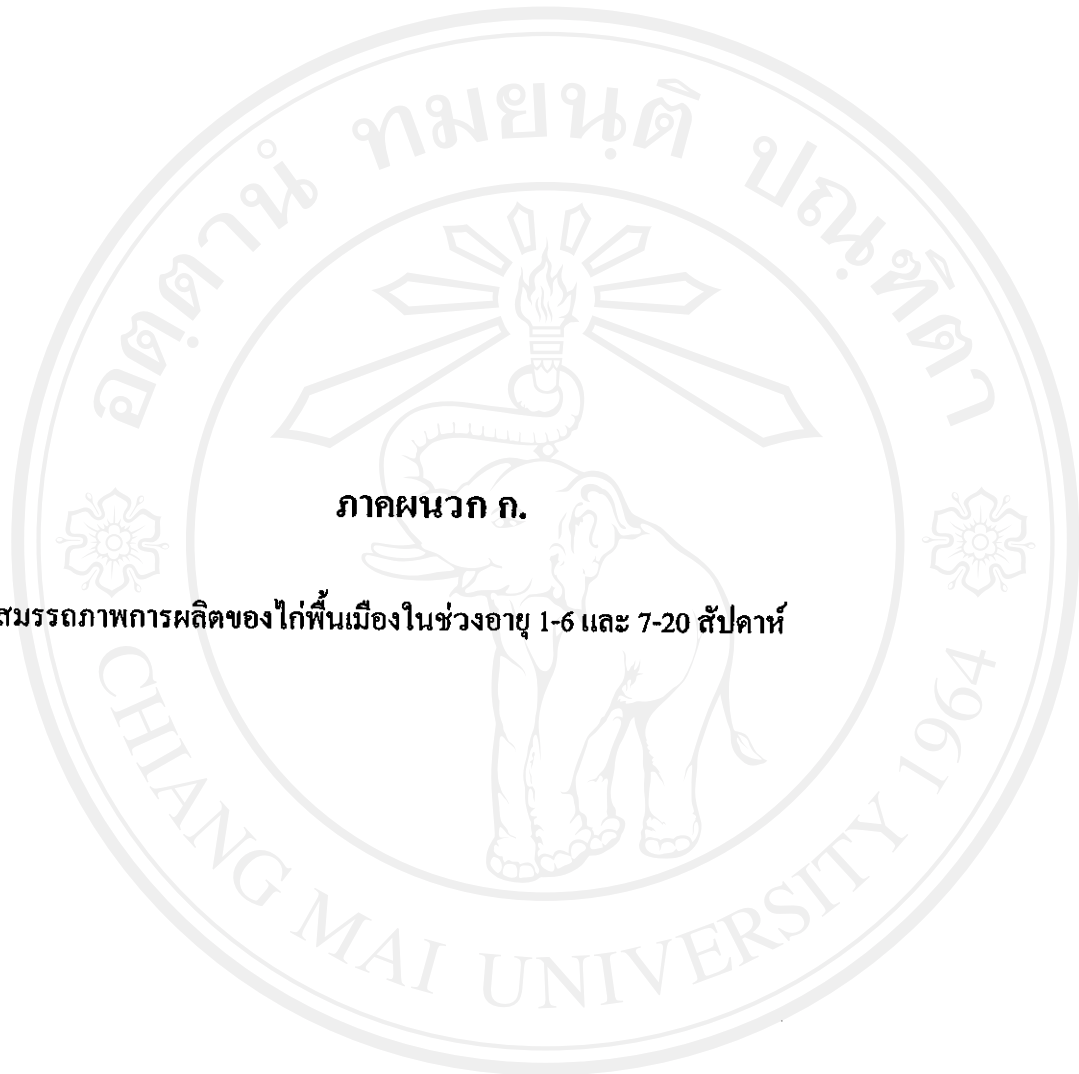 อตฺตานํ ทมยนฺติ ปณฺฑิตา
ภาคผนวก ก.
สมรรถภาพการผลิตของไก่พื้นเมืองในช่วงอายุ 1-6 และ 7-20 สัปดาห์
CHIANG MAI UNIVERSITY 1964